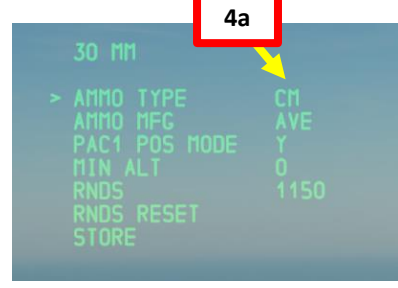 4a
30 MM
> AMMO TYPE CM
AMMO MFG AVE
PAC1 POS MODE Y
MIN ALT 0
RNDS 1150
RNDS RESET
STORE